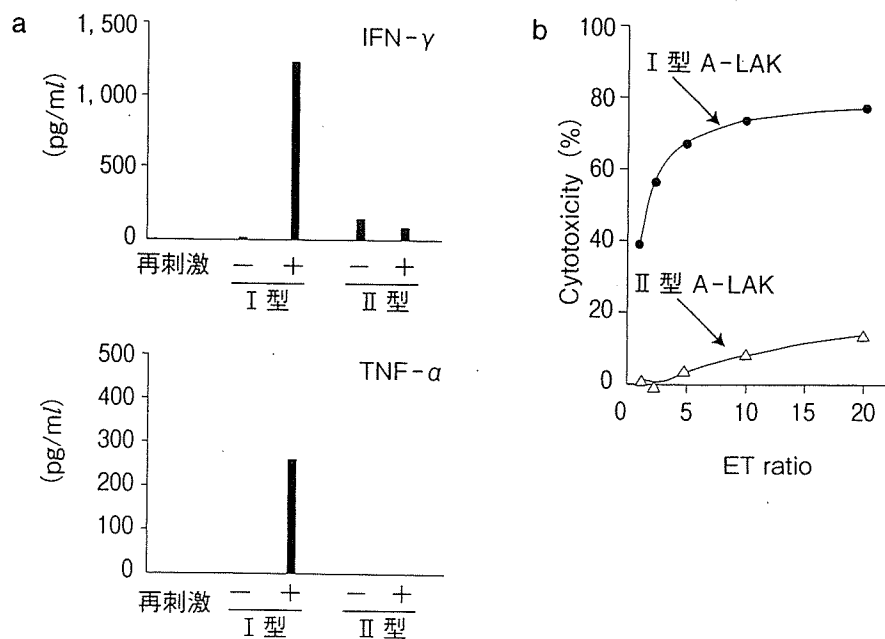 a
IFN-γ
(pg/ml)
1,500
1,000
500
0
再刺激 − + − +
I 型 II 型
TNF-α
(pg/ml)
500
400
300
200
100
0
再刺激 − + − +
I 型 II 型
b
Cytotoxicity (%)
100
80
60
40
20
0
I 型 A-LAK
II 型 A-LAK
0 5 10 15 20
ET ratio